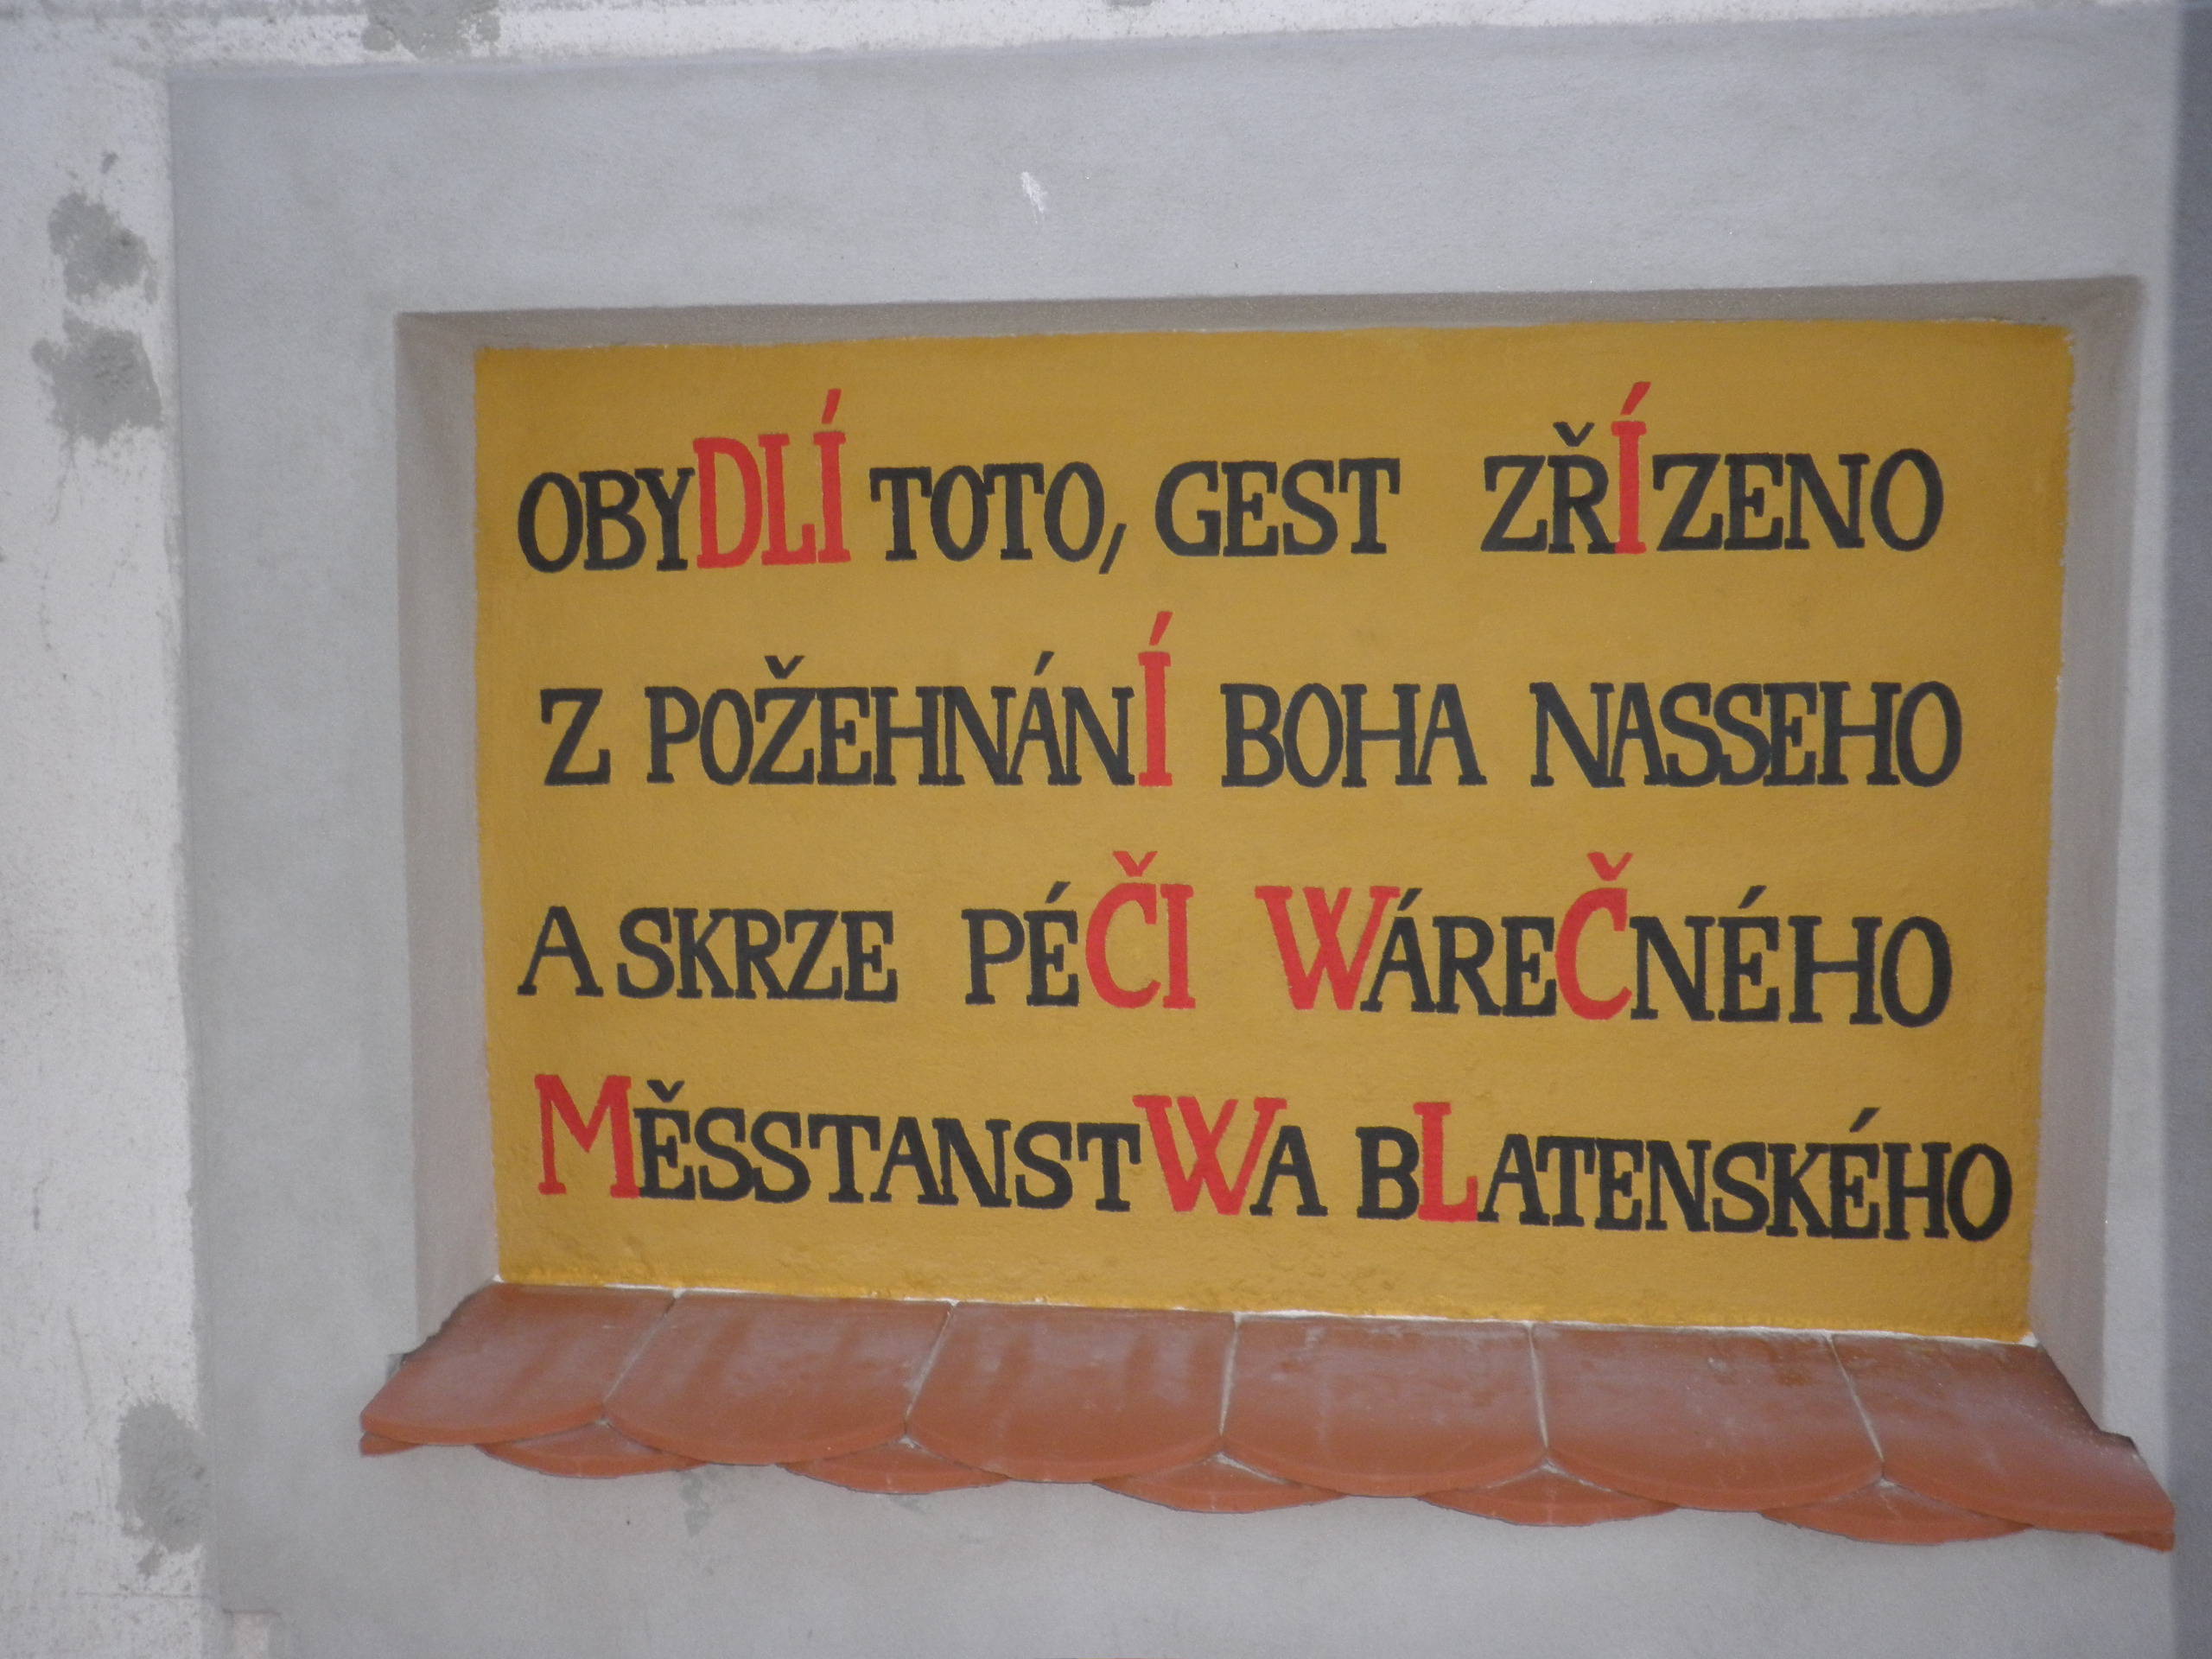 OBYDLÍ TOTO, GEST ZŘÍZENO
Z POŽEHNÁNÍ BOHA NASSEHO
A SKRZE PÉČI WÁREČNÉHO
MĚSSTANSTWA BLATENSKÉHO